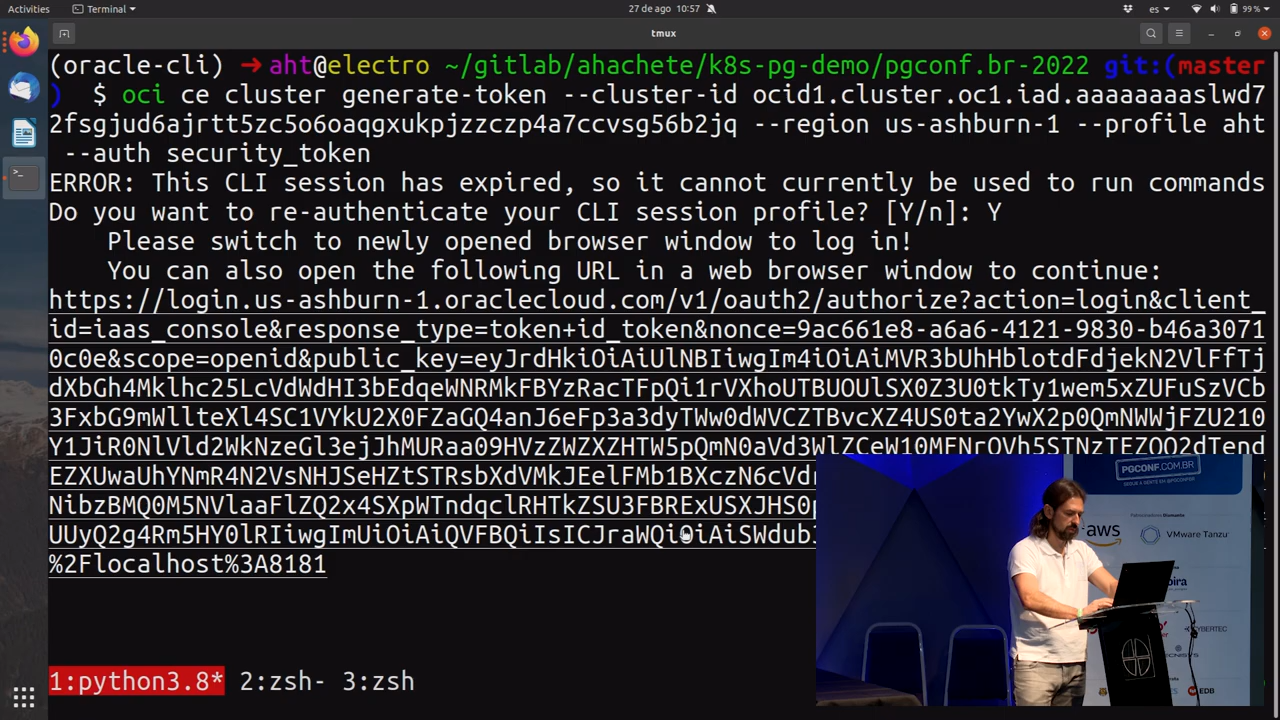 Activities
Terminal
27 de ago 10:57
es
99 %
tmux
(oracle-cli) ➜ aht@electro ~/gitlab/ahachete/k8s-pg-demo/pgconf.br-2022 git:(master
) $ oci ce cluster generate-token --cluster-id ocid1.cluster.oc1.iad.aaaaaaaaslwd7
2fsgjud6ajrtt5zc5o6oaqgxukpjzzczp4a7ccvsg56b2jq --region us-ashburn-1 --profile aht
--auth security_token
ERROR: This CLI session has expired, so it cannot currently be used to run commands
Do you want to re-authenticate your CLI session profile? [Y/n]: Y
Please switch to newly opened browser window to log in!
You can also open the following URL in a web browser window to continue:
https://login.us-ashburn-1.oraclecloud.com/v1/oauth2/authorize?action=login&client_
id=iaas_console&response_type=token+id_token&nonce=9ac661e8-a6a6-4121-9830-b46a3071
0c0e&scope=openid&public_key=eyJrdHkiOiAiUlNBIiwgIm4iOiAiMVR3bUhHblotdFdjekN2VlFfTj
dXbGh4Mklhc25LcVdWdHI3bEdqeWNRMkFBYzRacTFpQi1rVXhoUTBUOUlSX0Z3U0tkTy1wem5xZUFuSzVCb
3FxbG9mWllteXl4SC1VYkU2X0FZaGQ4anJ6eFp3a3dyTWw0dWVCZTBvcXZ4US0ta2YwX2p0QmNWWjFZU210
Y1JiR0NlVld2WkNzeGl3ejJhMURaa09HVzZWZXZHTW5pQmN0aVd3WlZCeW10MFNrOVh5STNzTFZOO2dTend
EZXUwaUhYNmR4N2VsNHJSeHZtSTRsbXdVMkJEelFMb1BXczN6cVd
NibzBMQ0M5NVlaaFlZQ2x4SXpWTndqclRHTkZSU3FBRExUSXJHS0
UUyQ2g4Rm5HY0lRIiwgImUiOiAiQVFBQiIsICJraWQiOiAiSWdub
%2Flocalhost%3A8181
PGCONF.COM.BR
aws
VMware Tanzu
CYBERTEC
EDB
1:python3.8* 2:zsh- 3:zsh